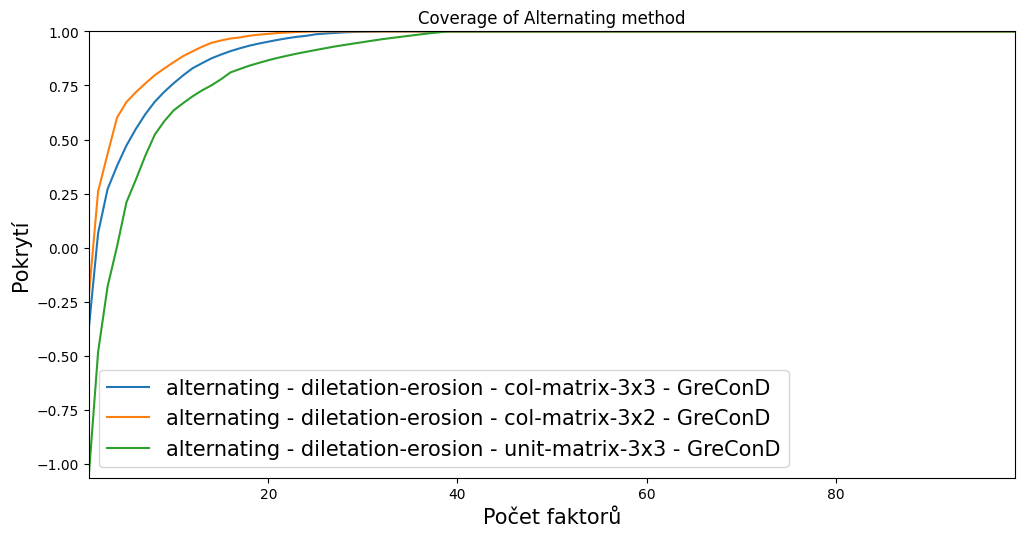 Coverage of Alternating method
1.00
0.75
0.50
0.25
0.00
−0.25
−0.50
−0.75
−1.00
Pokrytí
alternating - diletation-erosion - col-matrix-3x3 - GreConD
alternating - diletation-erosion - col-matrix-3x2 - GreConD
alternating - diletation-erosion - unit-matrix-3x3 - GreConD
20 40 60 80
Počet faktorů